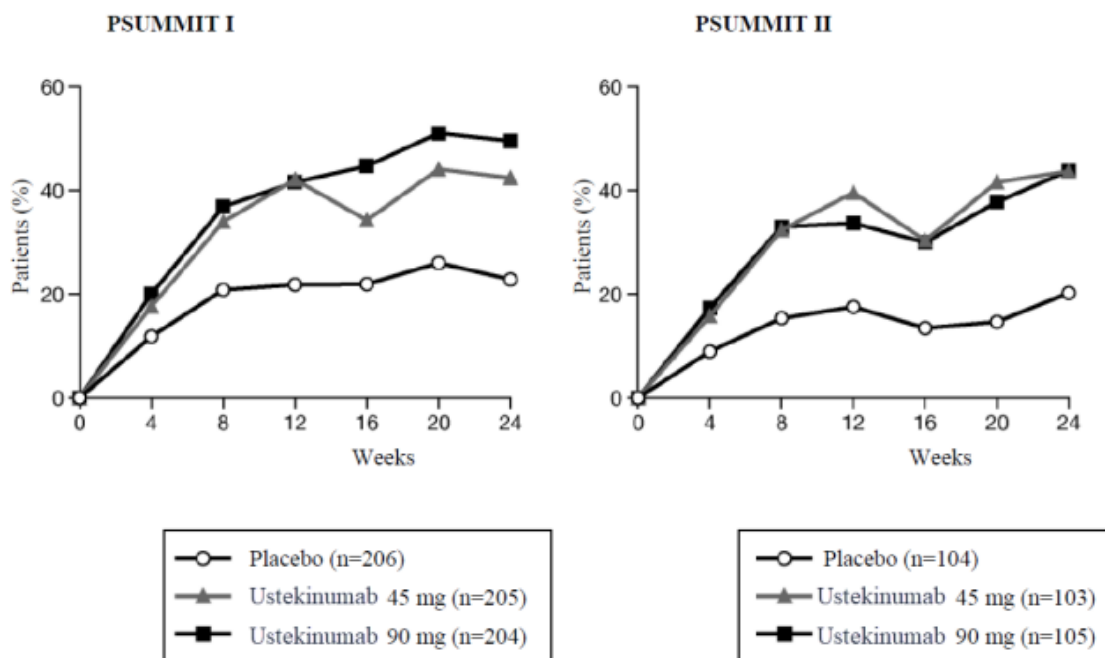 PSUMMIT I
60
40
20
0
Patients (%)
0 4 8 12 16 20 24
Weeks
Placebo (n=206)
Ustekinumab 45 mg (n=205)
Ustekinumab 90 mg (n=204)
PSUMMIT II
60
40
20
0
Patients (%)
0 4 8 12 16 20 24
Weeks
Placebo (n=104)
Ustekinumab 45 mg (n=103)
Ustekinumab 90 mg (n=105)